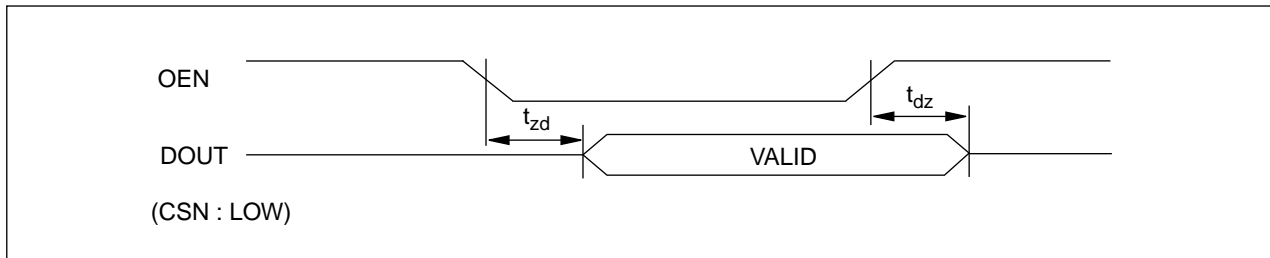 OEN
t_dz
t_zd
DOUT
VALID
(CSN : LOW)